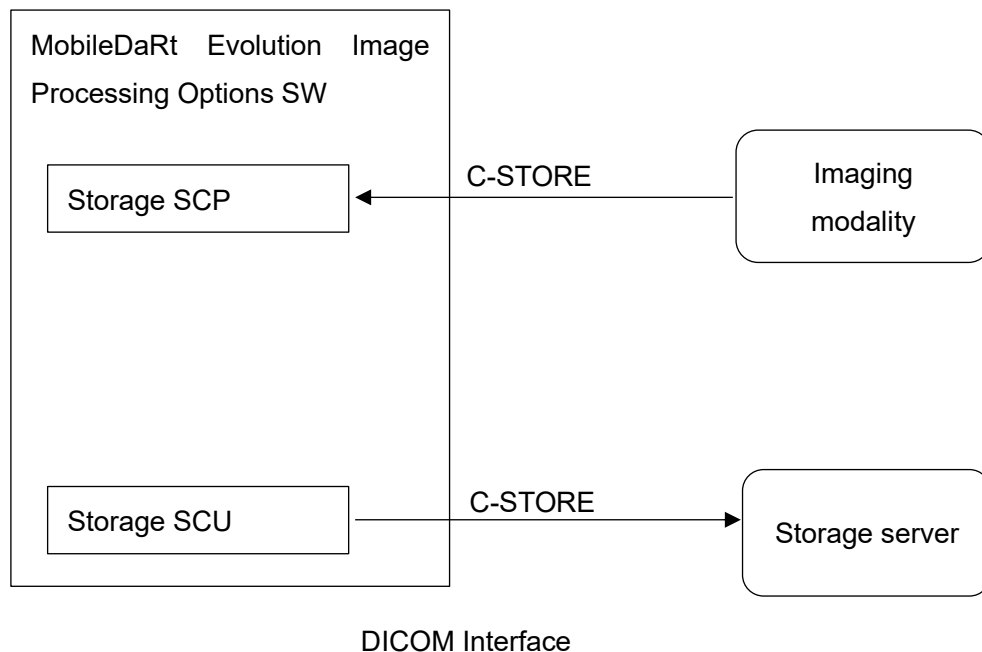 MobileDaRt Evolution Image
Processing Options SW
C-STORE
Storage SCP
Imaging
modality
C-STORE
Storage SCU
Storage server
DICOM Interface